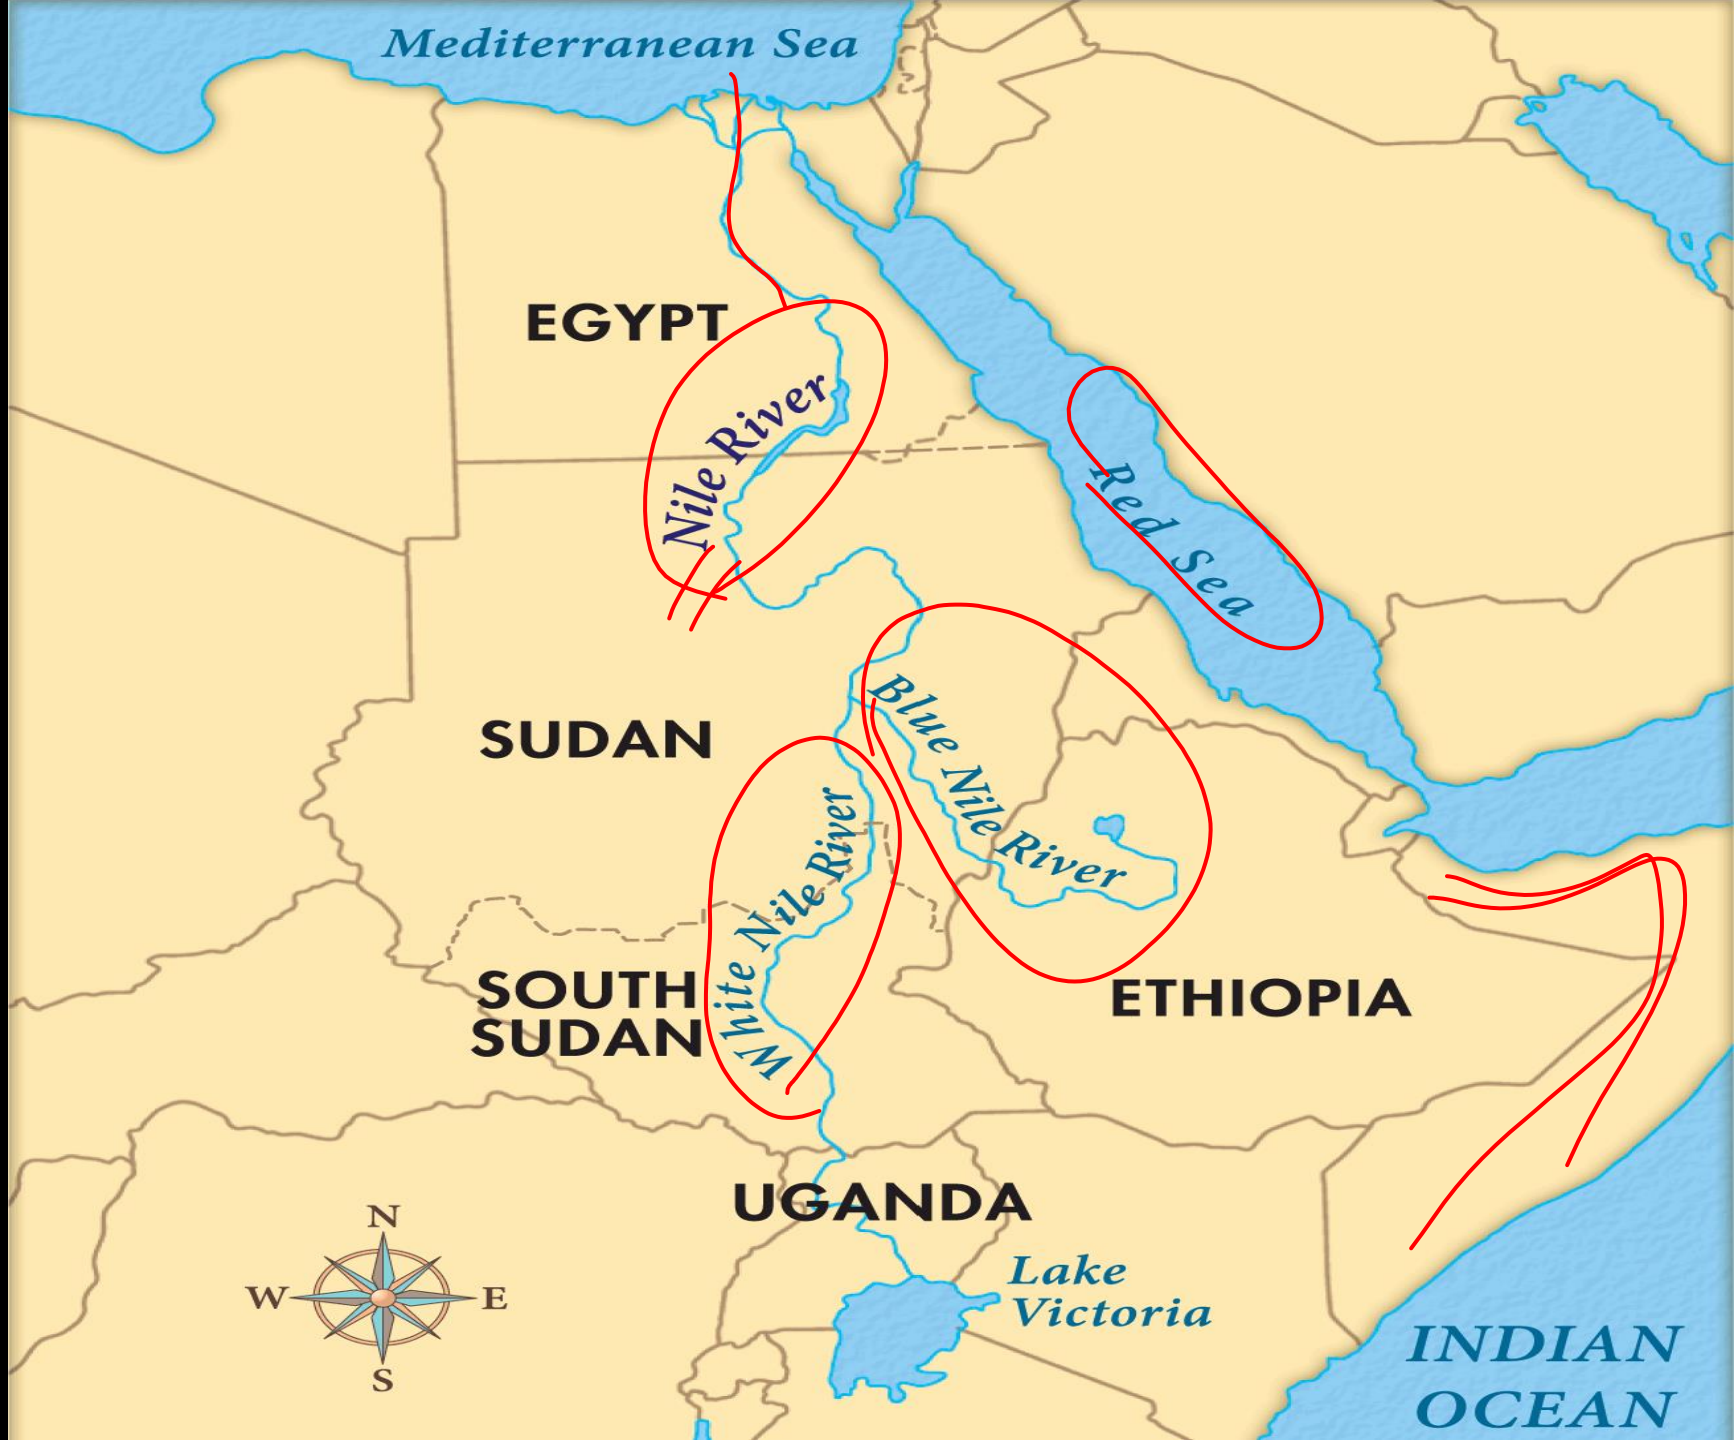 Mediterranean Sea
EGYPT
Nile River
Red Sea
SUDAN
Blue Nile River
White Nile River
SOUTH
SUDAN
ETHIOPIA
UGANDA
N
W
E
S
Lake
Victoria
INDIAN
OCEAN